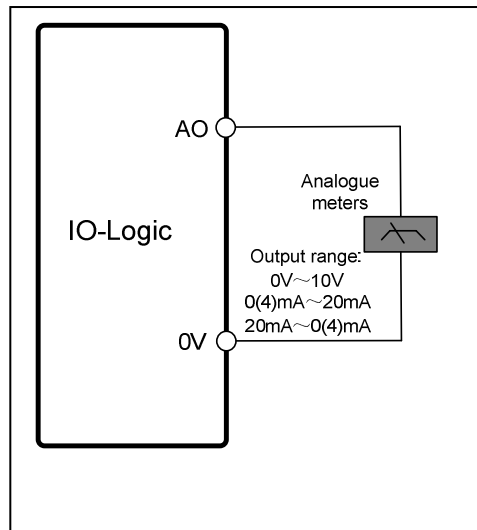 AO
IO-Logic
Analogue
meters
Output range:
0V～10V
0(4)mA～20mA
20mA～0(4)mA
0V